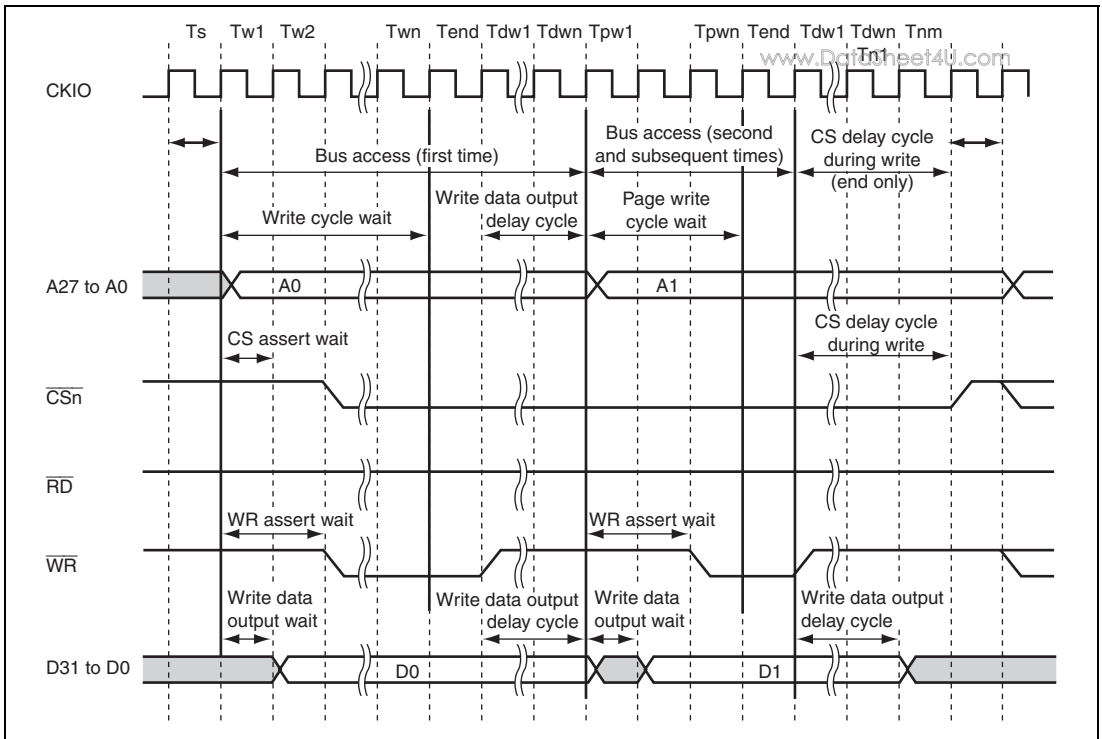 Ts Tw1 Tw2 Twn Tend Tdw1 Tdwn Tpw1 Tpwn Tend Tdw1 Tdwn Tnm
www.DataSheet4U.com
Tn1
CKIO
Bus access (first time)
Bus access (second
and subsequent times)
CS delay cycle
during write
(end only)
Write cycle wait
Write data output
delay cycle
Page write
cycle wait
A27 to A0
A0
A1
CS assert wait
CS delay cycle
during write
CSn
RD
WR assert wait
WR assert wait
WR
Write data
output wait
Write data output
delay cycle
Write data
output wait
Write data output
delay cycle
D31 to D0
D0
D1